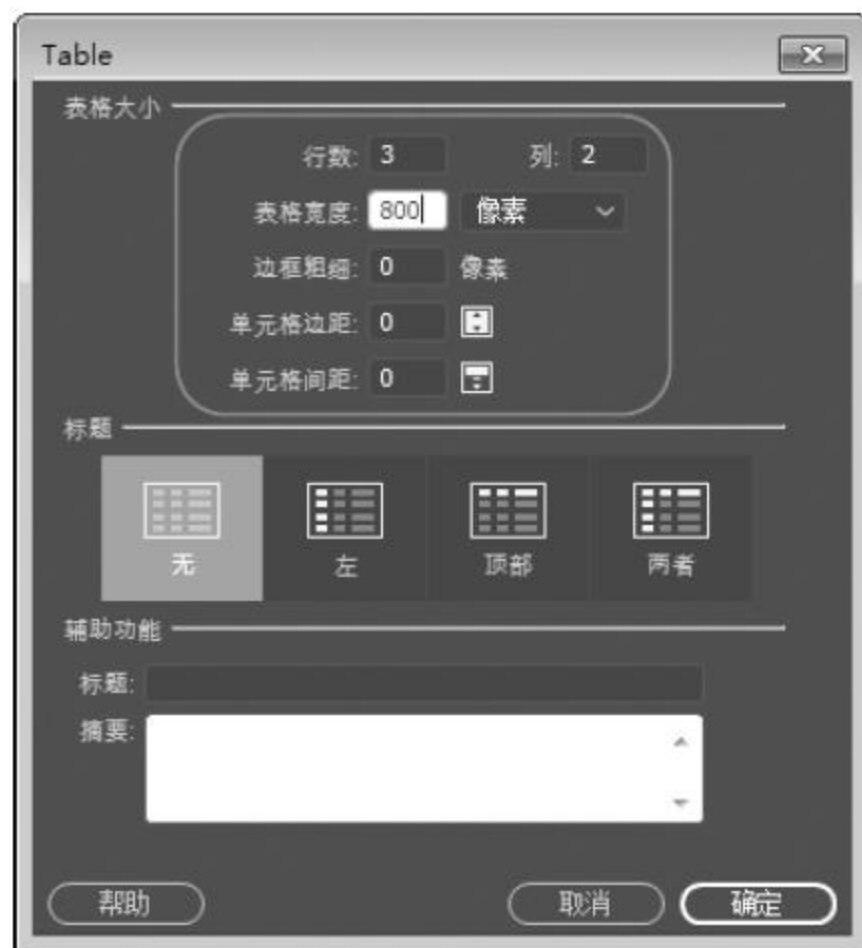 Table
表格大小
行数: 3 列: 2
表格宽度: 800 像素
边框粗细: 0 像素
单元格边距: 0
单元格间距: 0
标题
无 左 顶部 两者
辅助功能
标题:
摘要:
帮助 取消 确定